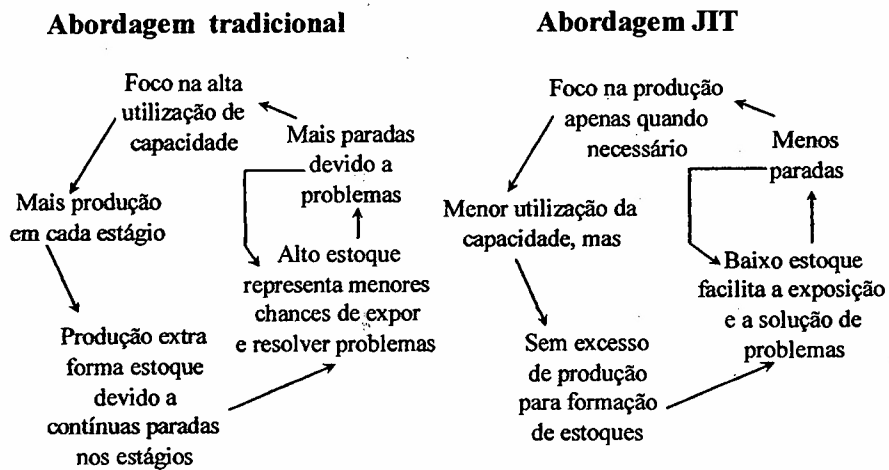 Abordagem tradicional
Foco na alta
utilização de
capacidade
Mais paradas
devido a
problemas
Mais produção
em cada estágio
Alto estoque
representa menores
chances de expor
e resolver problemas
Produção extra
forma estoque
devido a
contínuas paradas
nos estágios
Abordagem JIT
Foco na produção
apenas quando
necessário
Menos
paradas
Menor utilização da
capacidade, mas
Baixo estoque
facilita a exposição
e a solução de
problemas
Sem excesso
de produção
para formação
de estoques